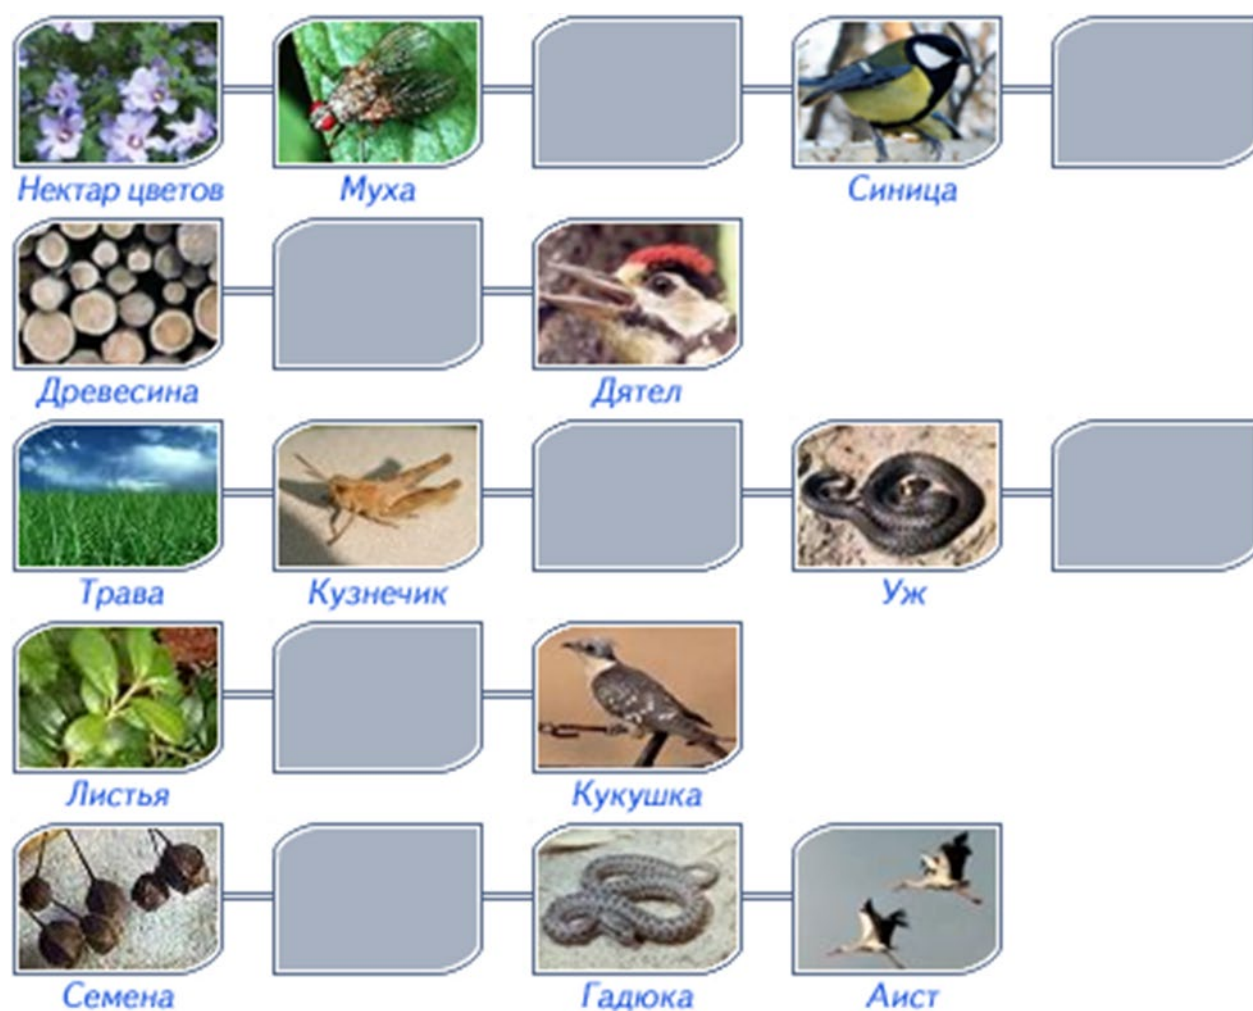 Нектар цветов Муха Синица
Древесина Дятел
Трава Кузнечик Уж
Листья Кукушка
Семена Гадюка Аист